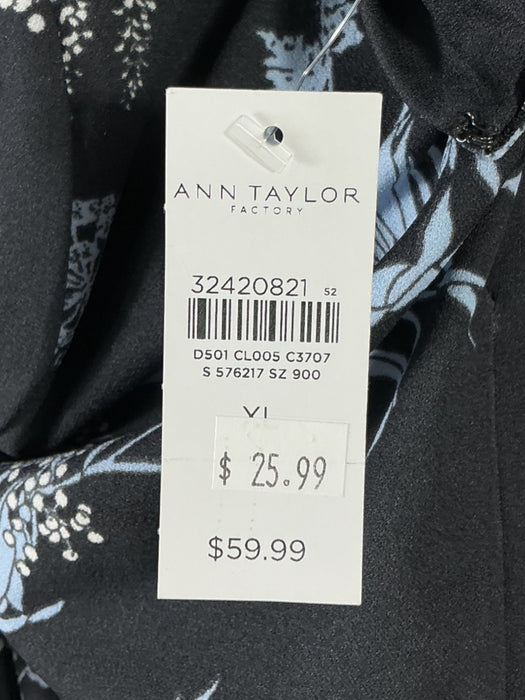 ANN TAYLOR
FACTORY
32420821 S2
D501 CL005 C3707
S 576217 SZ 900
XL
$ 25.99
$59.99